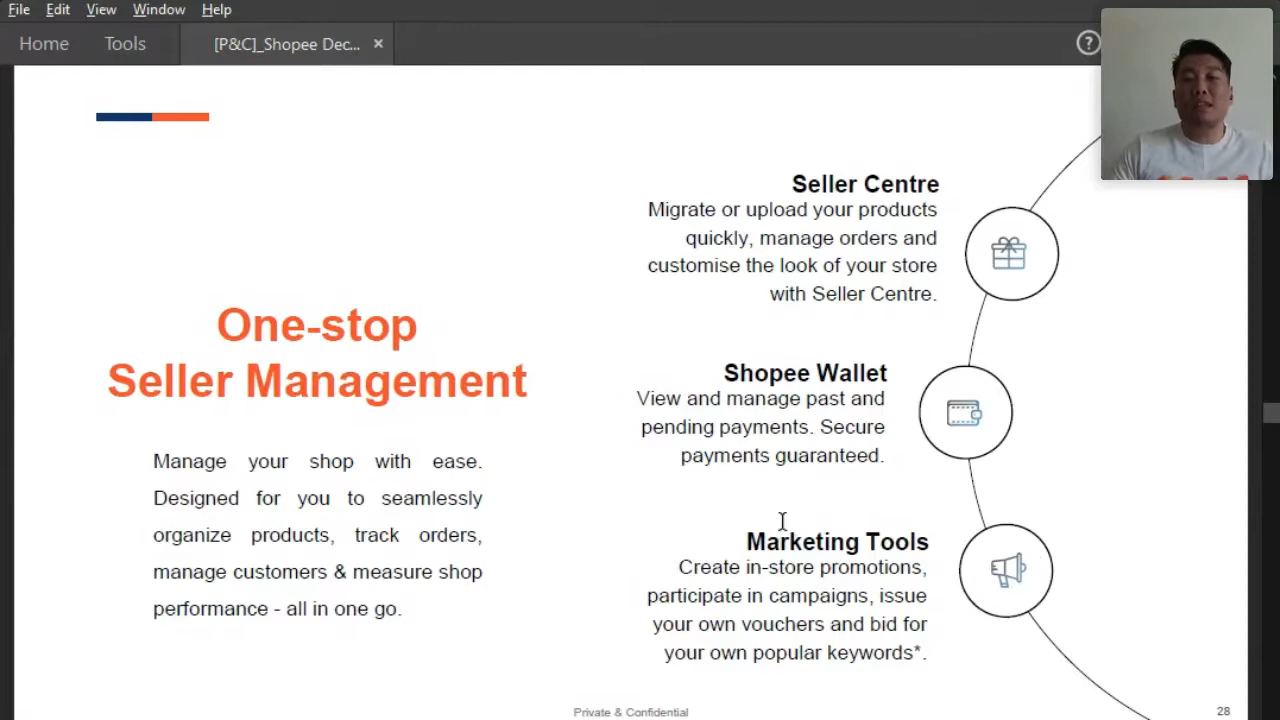 File Edit View Window Help
Home Tools [P&C]_Shopee Dec... ×
?
One-stop
Seller Management
Manage your shop with ease.
Designed for you to seamlessly
organize products, track orders,
manage customers & measure shop
performance - all in one go.
Seller Centre
Migrate or upload your products
quickly, manage orders and
customise the look of your store
with Seller Centre.
Shopee Wallet
View and manage past and
pending payments. Secure
payments guaranteed.
Marketing Tools
Create in-store promotions,
participate in campaigns, issue
your own vouchers and bid for
your own popular keywords*.
Private & Confidential
28